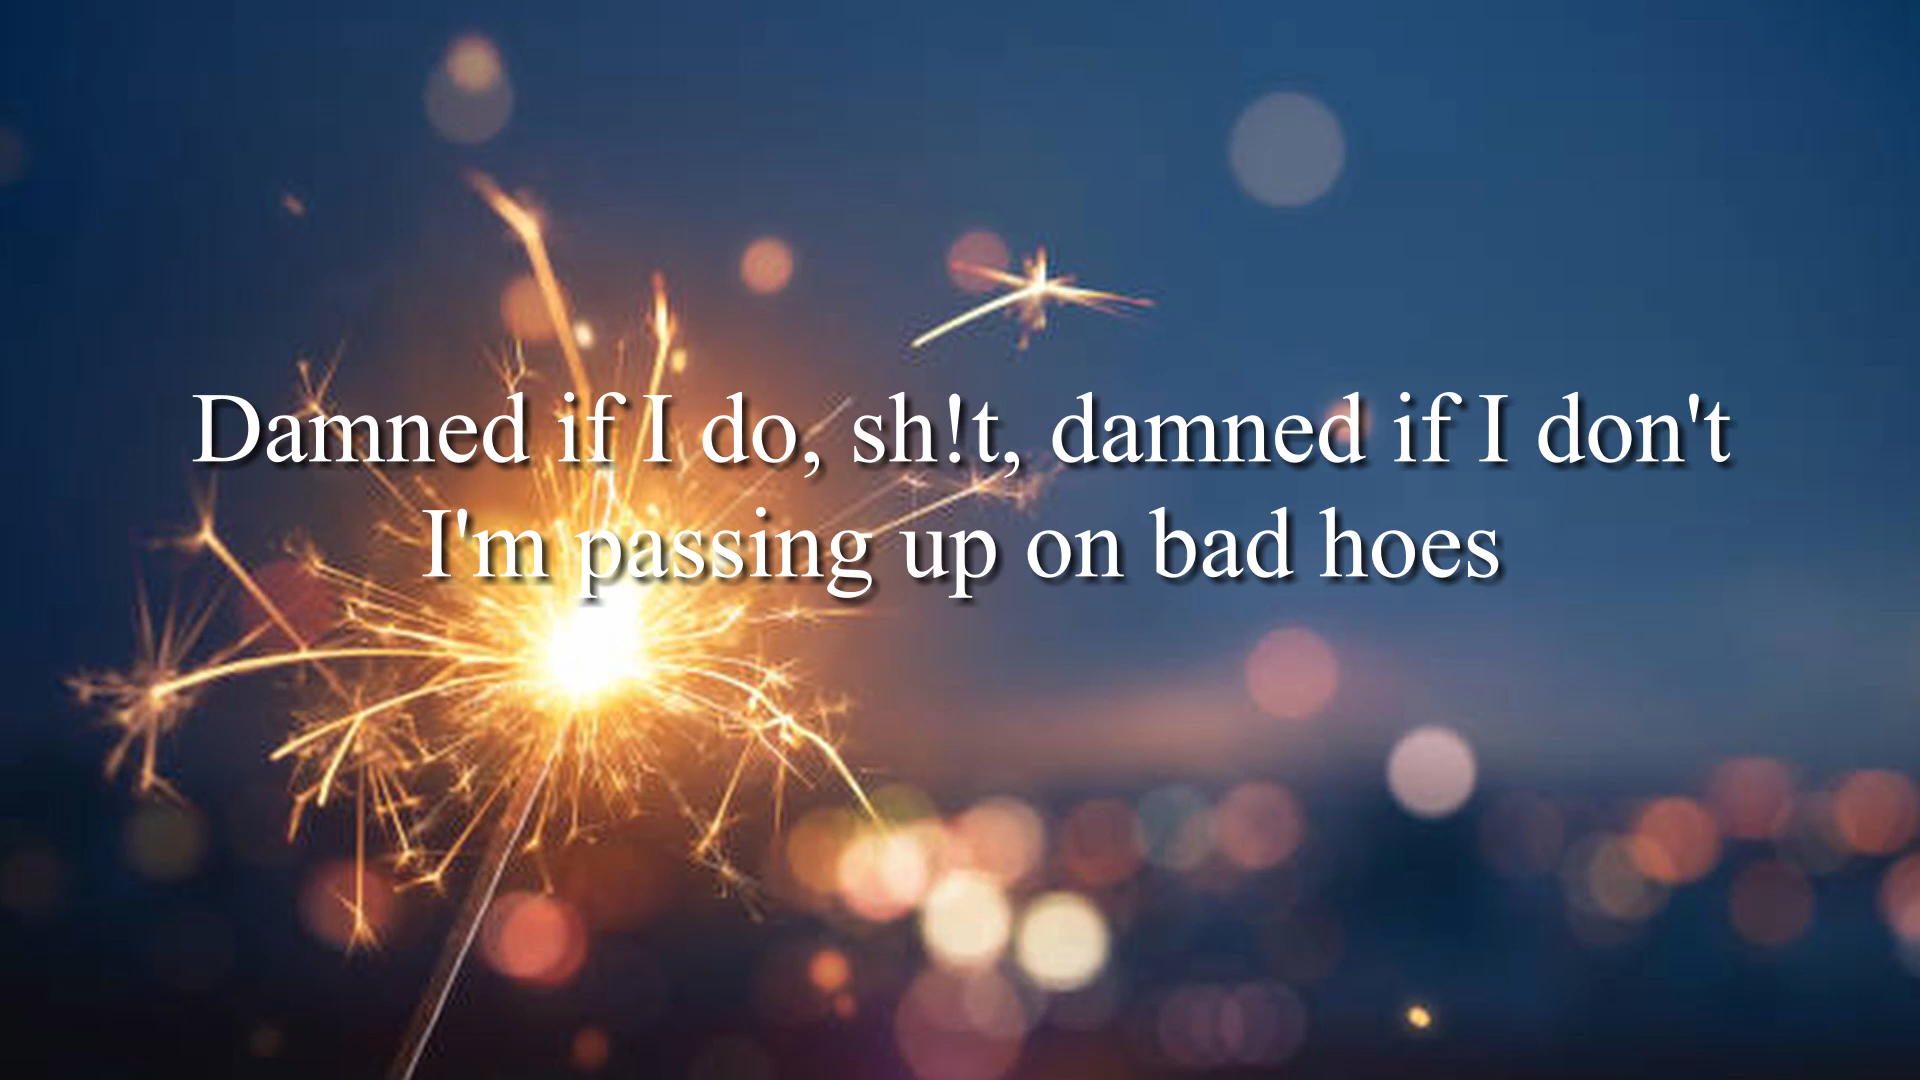 Damned if I do, sh!t, damned if I don't
I'm passing up on bad hoes